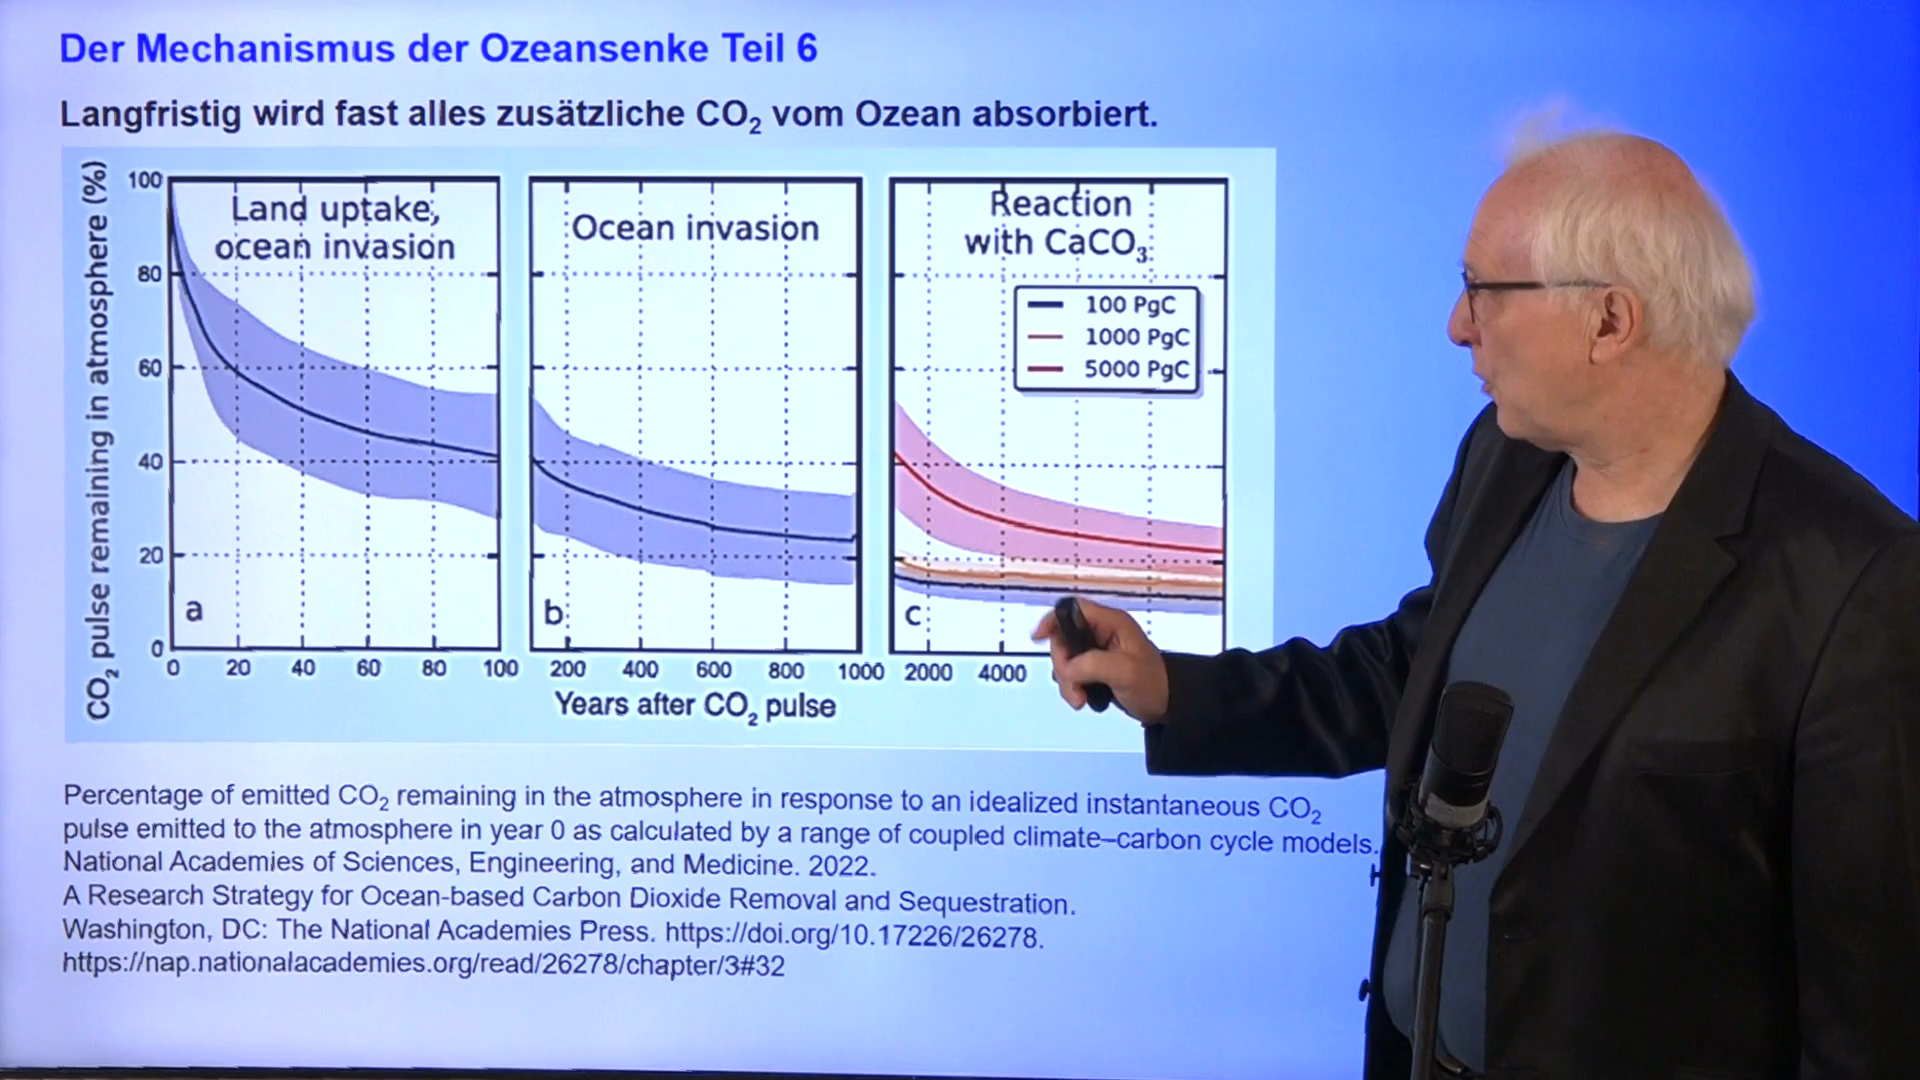 Der Mechanismus der Ozeansenke Teil 6
Langfristig wird fast alles zusätzliche CO₂ vom Ozean absorbiert.
CO₂ pulse remaining in atmosphere (%)
100
80
60
40
20
0
Land uptake,
ocean invasion
a
0 20 40 60 80 100
Ocean invasion
b
200 400 600 800 1000
Reaction
with CaCO₃
100 PgC
1000 PgC
5000 PgC
c
2000 4000
Years after CO₂ pulse
Percentage of emitted CO₂ remaining in the atmosphere in response to an idealized instantaneous CO₂
pulse emitted to the atmosphere in year 0 as calculated by a range of coupled climate–carbon cycle models.
National Academies of Sciences, Engineering, and Medicine. 2022.
A Research Strategy for Ocean-based Carbon Dioxide Removal and Sequestration.
Washington, DC: The National Academies Press. https://doi.org/10.17226/26278.
https://nap.nationalacademies.org/read/26278/chapter/3#32